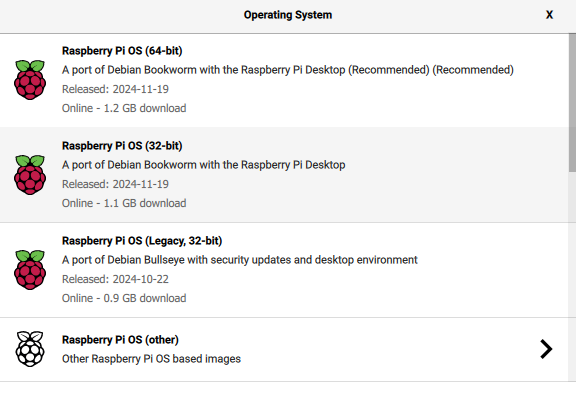 Operating System
X
Raspberry Pi OS (64-bit)
A port of Debian Bookworm with the Raspberry Pi Desktop (Recommended) (Recommended)
Released: 2024-11-19
Online - 1.2 GB download
Raspberry Pi OS (32-bit)
A port of Debian Bookworm with the Raspberry Pi Desktop
Released: 2024-11-19
Online - 1.1 GB download
Raspberry Pi OS (Legacy, 32-bit)
A port of Debian Bullseye with security updates and desktop environment
Released: 2024-10-22
Online - 0.9 GB download
Raspberry Pi OS (other)
Other Raspberry Pi OS based images